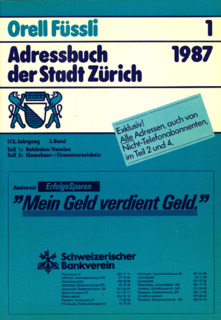 Orell Füssli 1
Adressbuch 1987
der Stadt Zürich
Exklusiv!
Alle Adressen, auch von
Nicht-Telefonabonnenten,
im Teil 2 und 4.
112. Jahrgang 1. Band
Teil 1: Behörden/Vereine
Teil 2: Einwohner-/Firmenverzeichnis
Bankverein ErfolgsSparen
"Mein Geld verdient Geld."
Schweizerischer
Bankverein